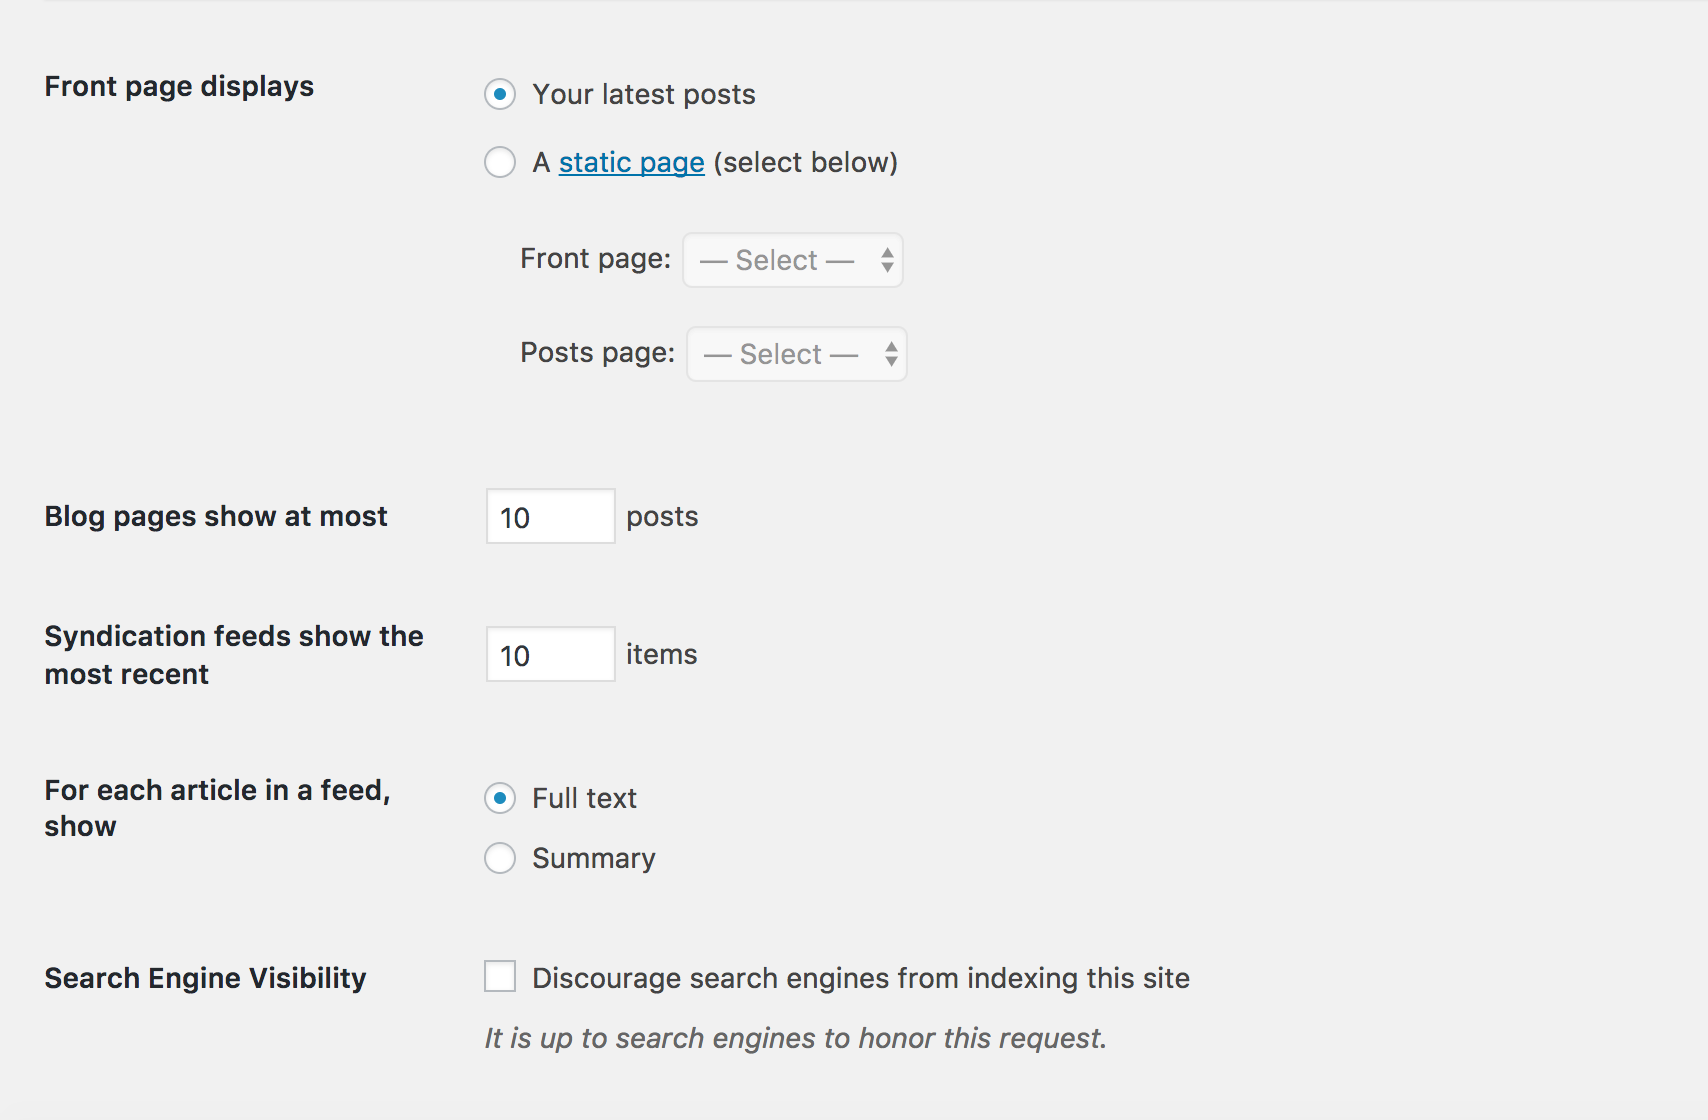 Front page displays
Your latest posts
A static page (select below)
Front page: — Select —
Posts page: — Select —
Blog pages show at most
10 posts
Syndication feeds show the
most recent
10 items
For each article in a feed,
show
Full text
Summary
Search Engine Visibility
Discourage search engines from indexing this site
It is up to search engines to honor this request.